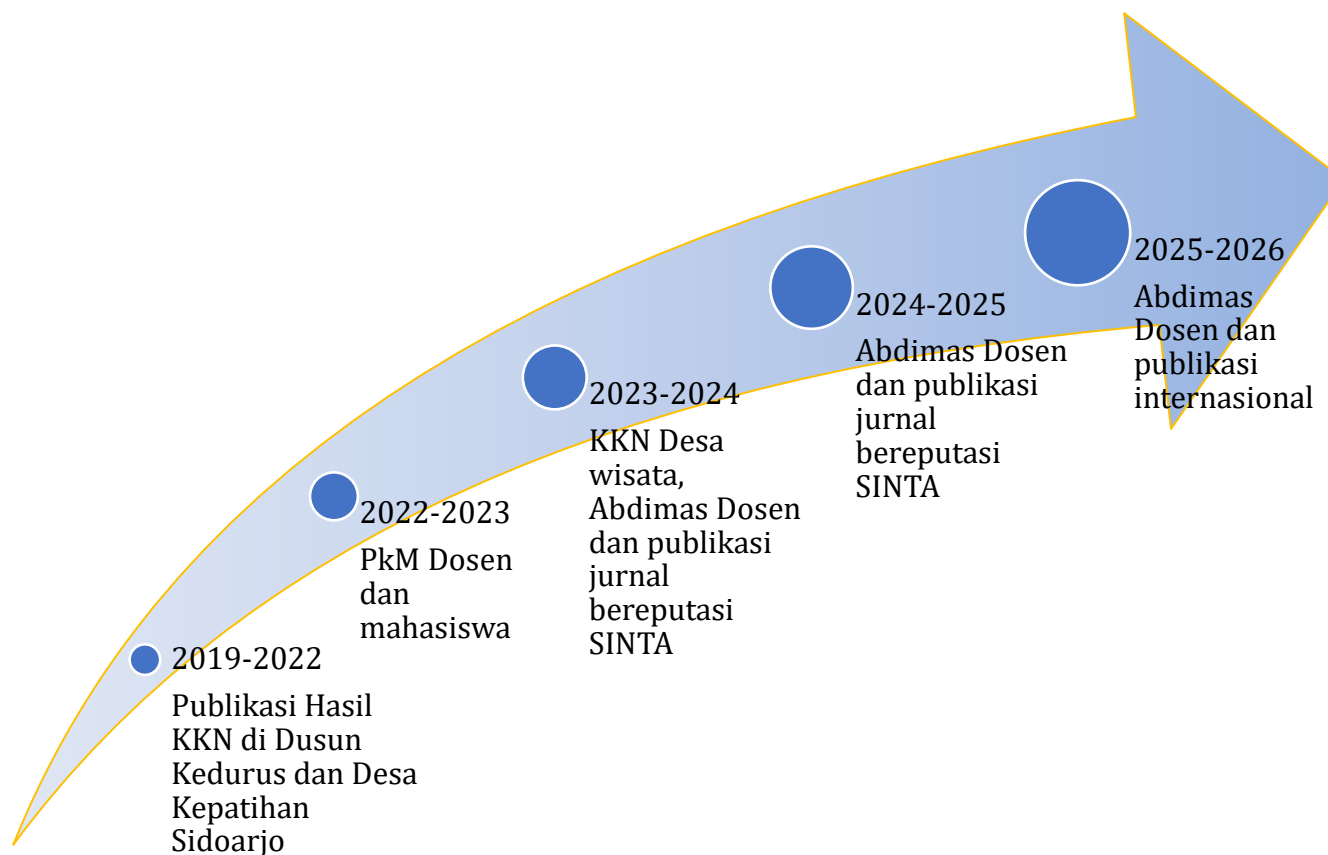 2019-2022
Publikasi Hasil
KKN di Dusun
Kedurus dan Desa
Kepatihan
Sidoarjo
2022-2023
PkM Dosen
dan
mahasiswa
2023-2024
KKN Desa
wisata,
Abdimas Dosen
dan publikasi
jurnal
bereputasi
SINTA
2024-2025
Abdimas Dosen
dan publikasi
jurnal
bereputasi
SINTA
2025-2026
Abdimas
Dosen dan
publikasi
internasional